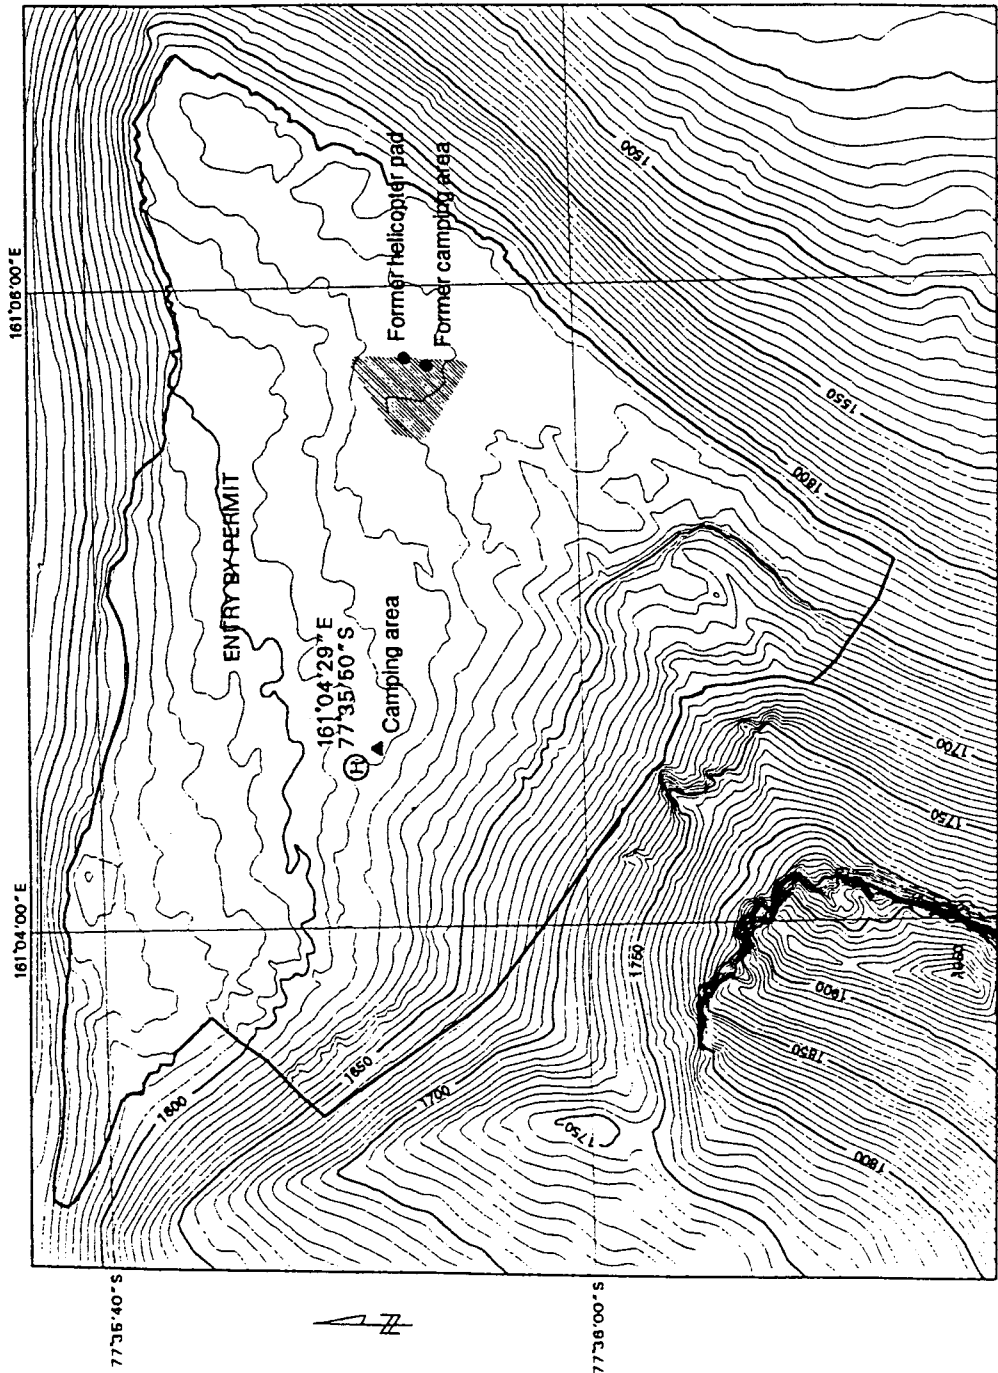 161°06'00"E
161°04'00"E
77°35'40"S
77°36'00"S
N
Former helicopter pad
Former camping area
ENTRY BY PERMIT
161°04'29"E
77°35'50"S
H
Camping area
1500
1550
1600
1700
1750
1600
1650
1700
1750
1750
1800
1850
1900
1950